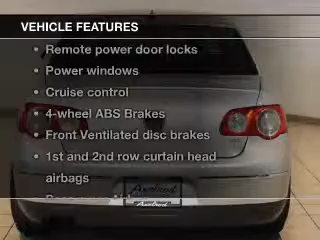 VEHICLE FEATURES
• Remote power door locks
• Power windows
• Cruise control
• 4-wheel ABS Brakes
• Front Ventilated disc brakes
• 1st and 2nd row curtain head
airbags
Axelrod